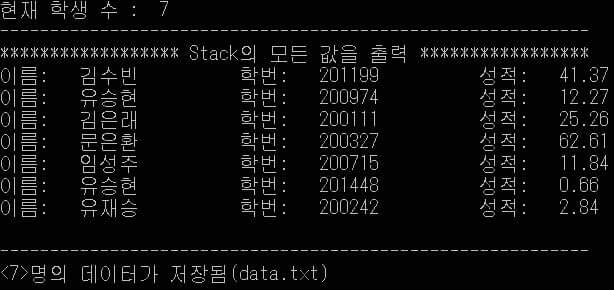 현재 학생 수 :  7
-----------------------------------------------------------
****************** Stack의 모든 값을 출력 *****************
이름:   김수빈          학번:   201199          성적:   41.37
이름:   유승현          학번:   200974          성적:   12.27
이름:   김은래          학번:   200111          성적:   25.26
이름:   문은환          학번:   200327          성적:   62.61
이름:   임성주          학번:   200715          성적:   11.84
이름:   유승현          학번:   201448          성적:   0.66
이름:   유재승          학번:   200242          성적:   2.84
-----------------------------------------------------------
<7>명의 데이터가 저장됨(data.txt)